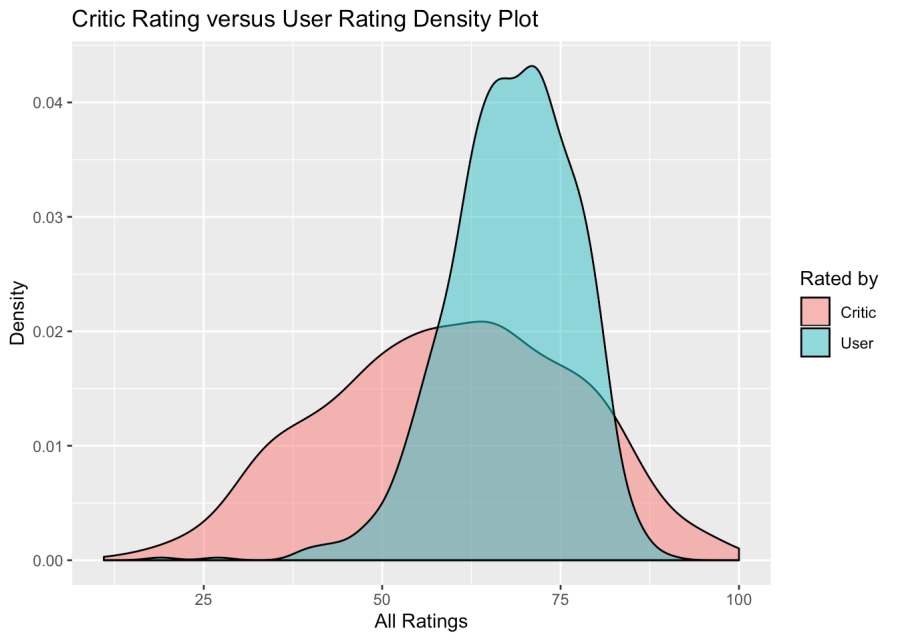 Critic Rating versus User Rating Density Plot
0.04
0.03
0.02
0.01
0.00
Density
25 50 75 100
All Ratings
Rated by
Critic
User